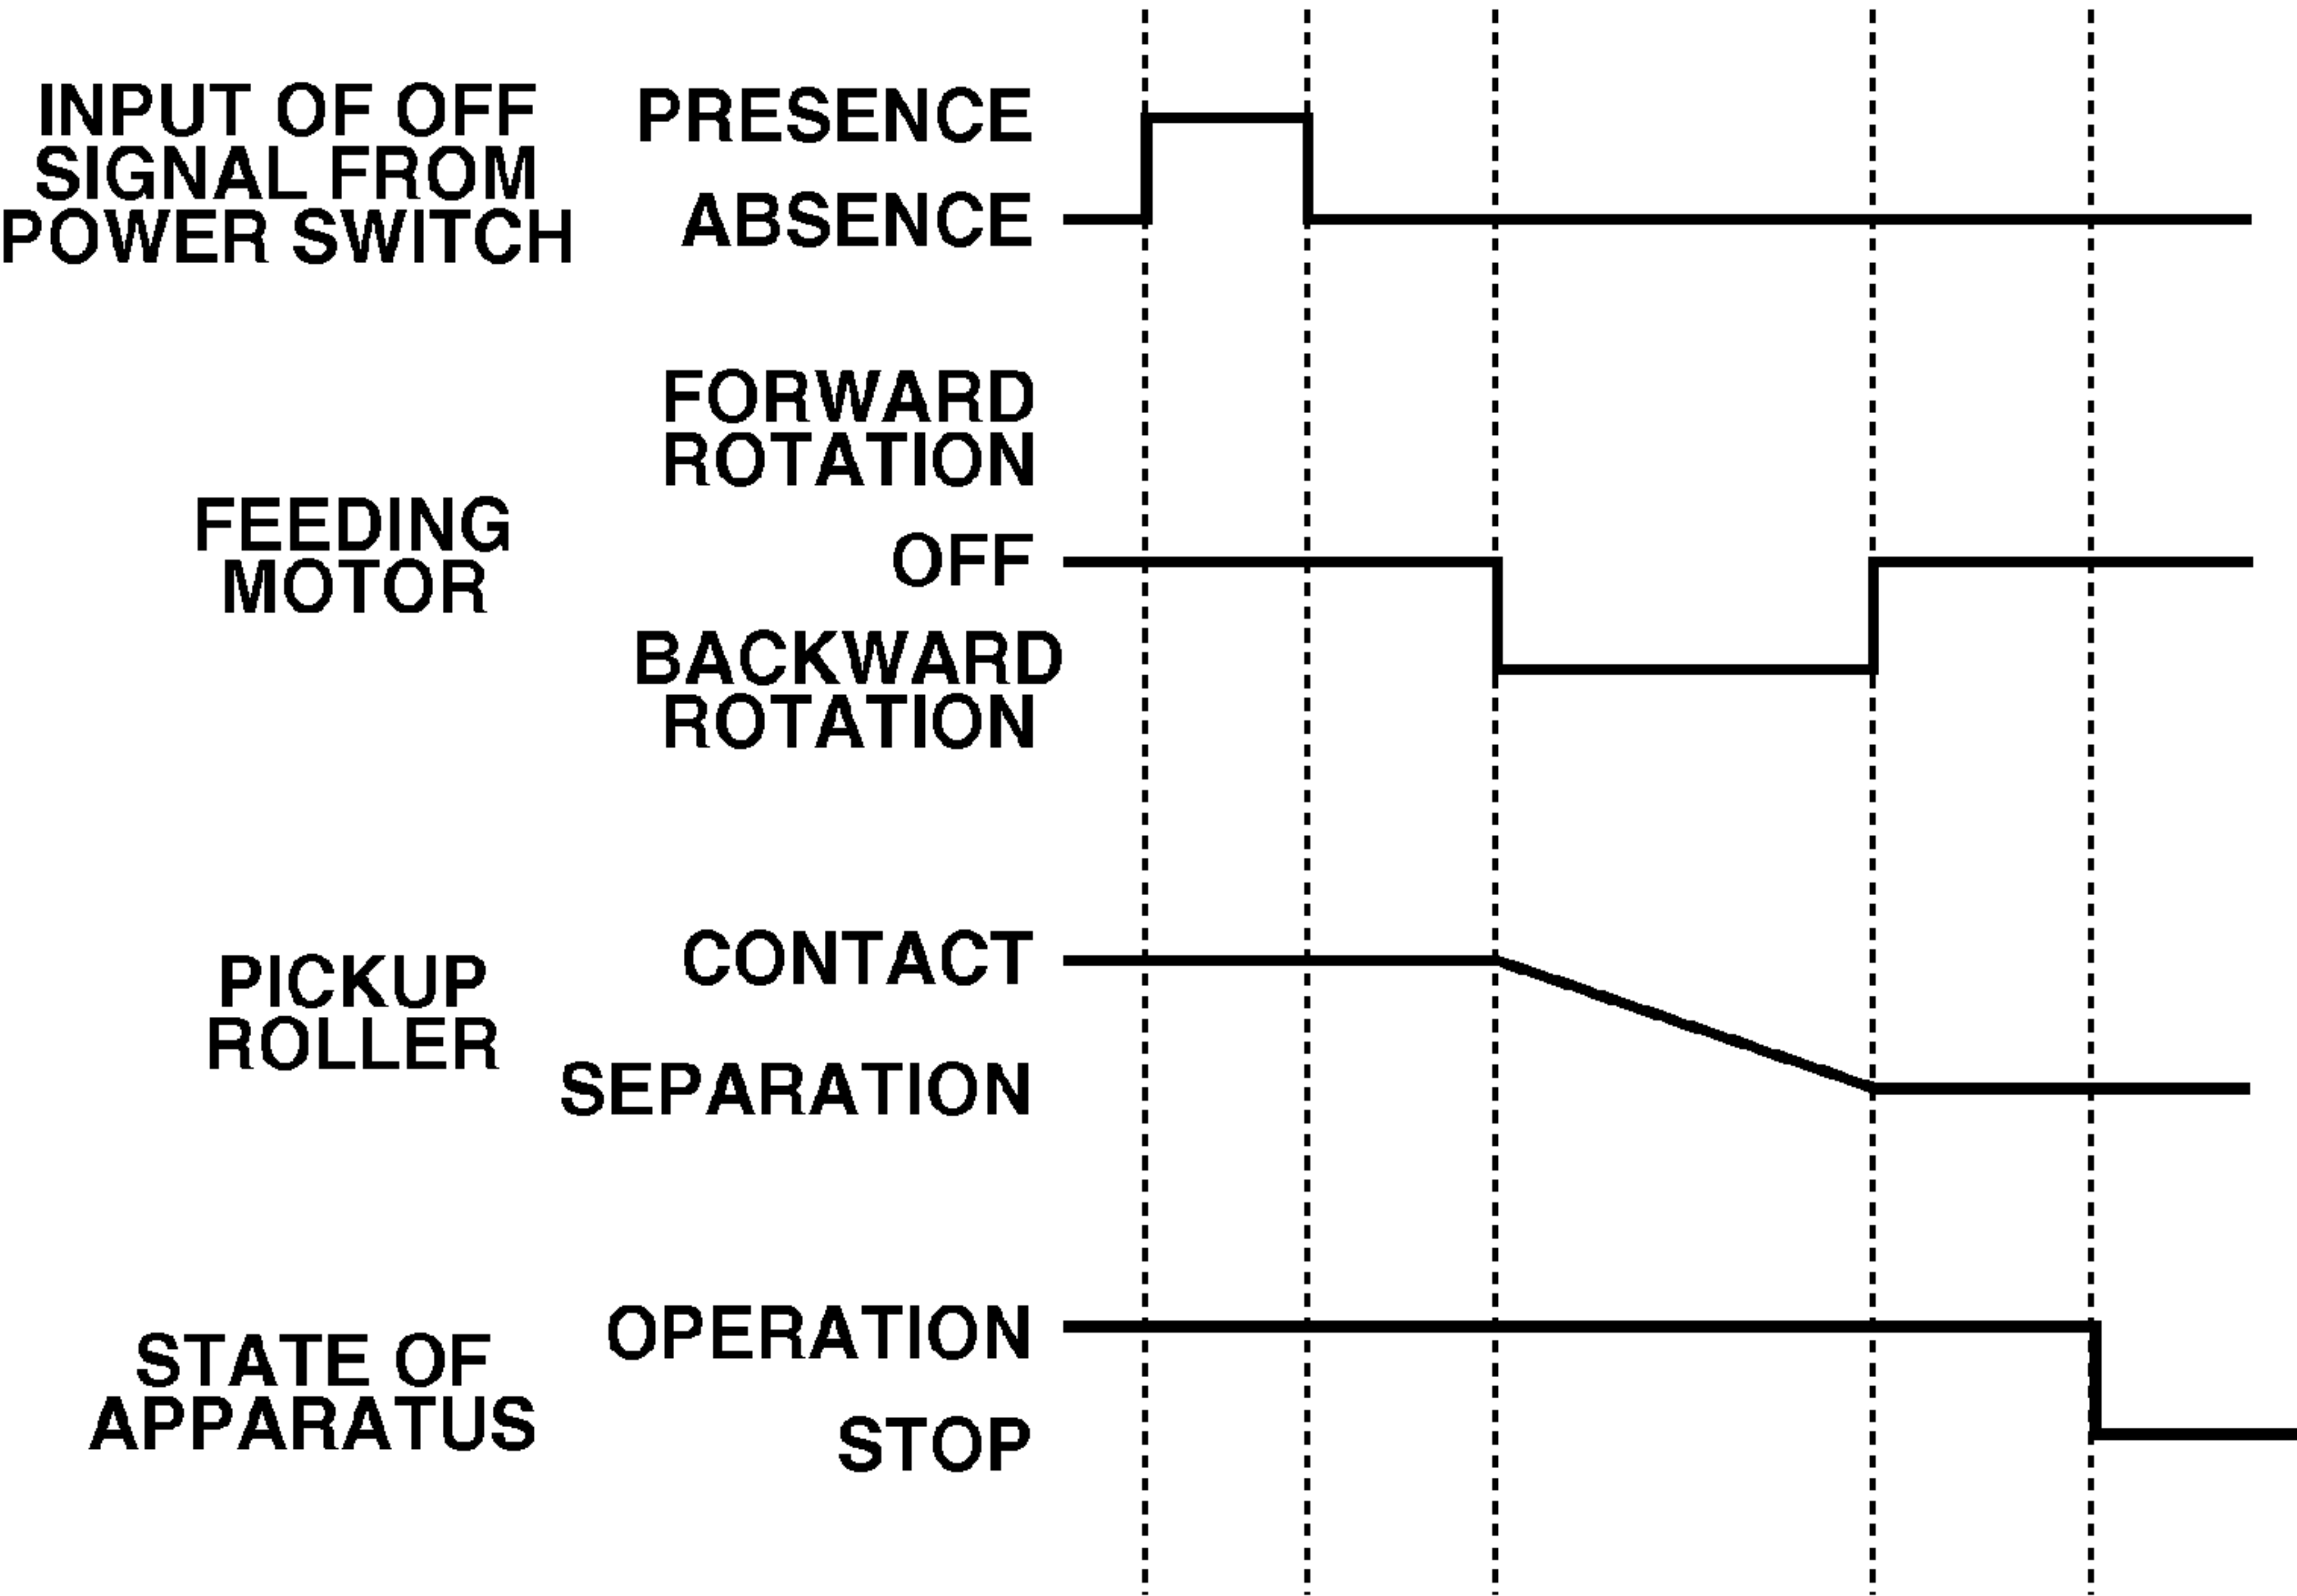 INPUT OF OFF
SIGNAL FROM
POWER SWITCH
PRESENCE
ABSENCE
FEEDING
MOTOR
FORWARD
ROTATION
OFF
BACKWARD
ROTATION
PICKUP
ROLLER
CONTACT
SEPARATION
STATE OF
APPARATUS
OPERATION
STOP